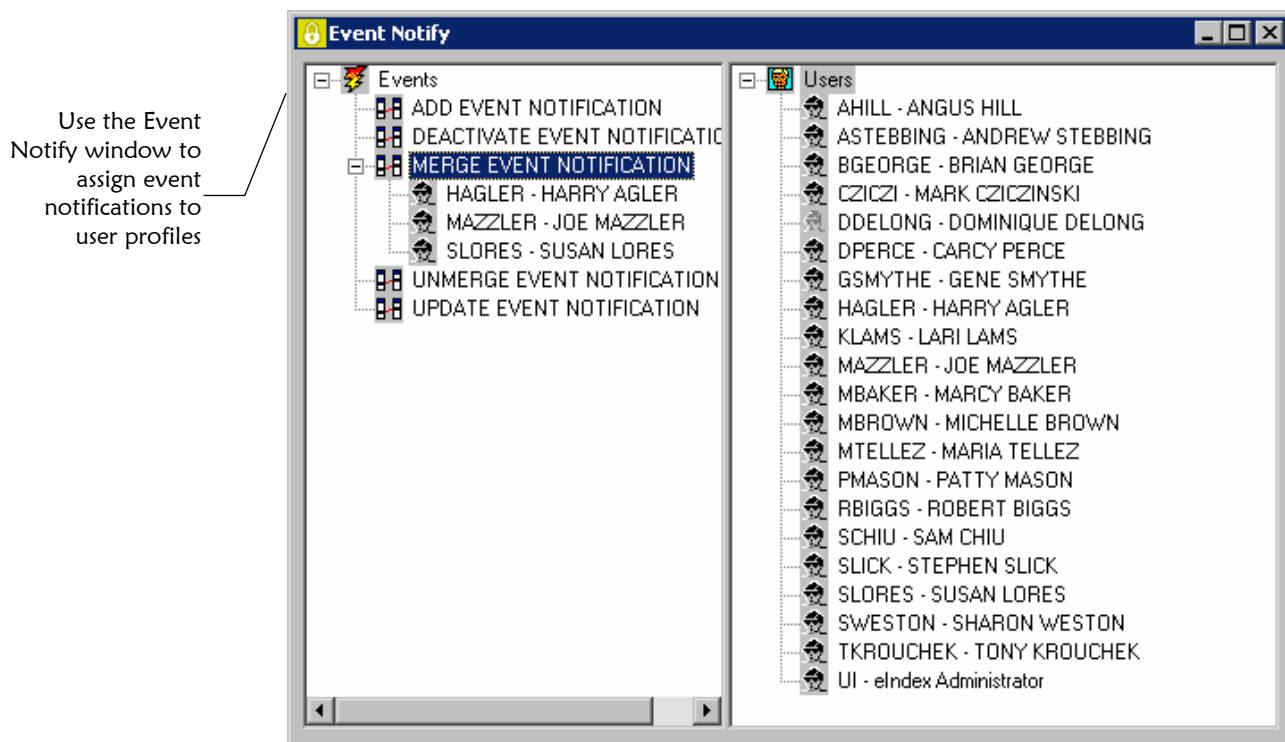 Event Notify
Use the Event
Notify window to
assign event
notifications to
user profiles
Events
ADD EVENT NOTIFICATION
DEACTIVATE EVENT NOTIFICATIC
MERGE EVENT NOTIFICATION
HAGLER - HARRY AGLER
MAZZLER - JOE MAZZLER
SLORES - SUSAN LORES
UNMERGE EVENT NOTIFICATION
UPDATE EVENT NOTIFICATION
Users
AHILL - ANGUS HILL
ASTEBBING - ANDREW STEBBING
BGEORGE - BRIAN GEORGE
CZICZI - MARK CZICZINSKI
DDELONG - DOMINIQUE DELONG
DPERCE - CARCY PERCE
GSMYTHE - GENE SMYTHE
HAGLER - HARRY AGLER
KLAMS - LARI LAMS
MAZZLER - JOE MAZZLER
MBAKER - MARCY BAKER
MBROWN - MICHELLE BROWN
MTELLEZ - MARIA TELLEZ
PMASON - PATTY MASON
RBIGGS - ROBERT BIGGS
SCHIU - SAM CHIU
SLICK - STEPHEN SLICK
SLORES - SUSAN LORES
SWESTON - SHARON WESTON
TKROUCHEK - TONY KROUCHEK
UI - eIndex Administrator